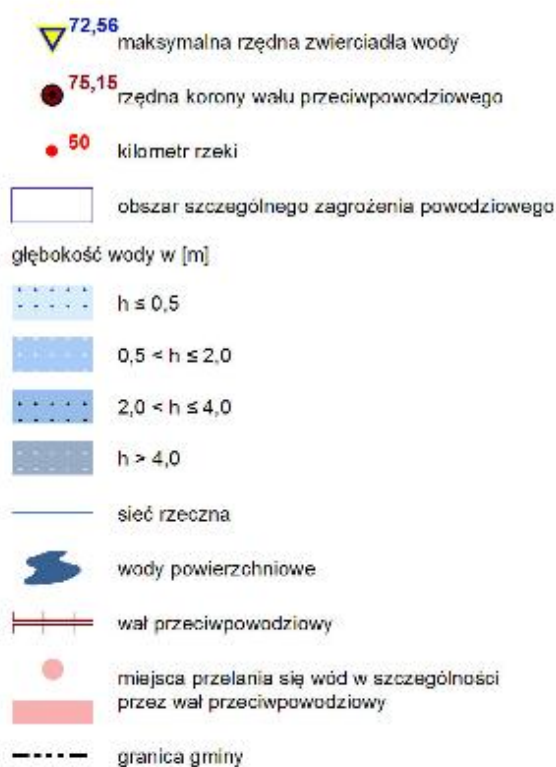 72,56 maksymalna rzędna zwierciadła wody
75,15 rzędna korony wału przeciwpowodziowego
50 kilometr rzeki
obszar szczególnego zagrożenia powodziowego
głębokość wody w [m]
h ≤ 0,5
0,5 < h ≤ 2,0
2,0 < h ≤ 4,0
h > 4,0
sieć rzeczna
wody powierzchniowe
wał przeciwpowodziowy
miejsca przelania się wód w szczególności
przez wał przeciwpowodziowy
granica gminy